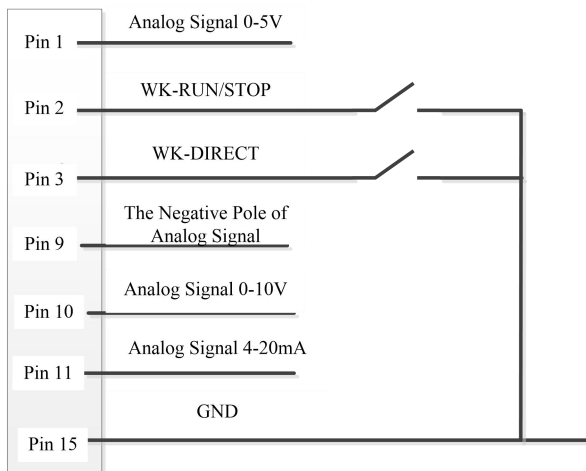 Analog Signal 0-5V
Pin 1
WK-RUN/STOP
Pin 2
WK-DIRECT
Pin 3
The Negative Pole of
Analog Signal
Pin 9
Analog Signal 0-10V
Pin 10
Analog Signal 4-20mA
Pin 11
GND
Pin 15